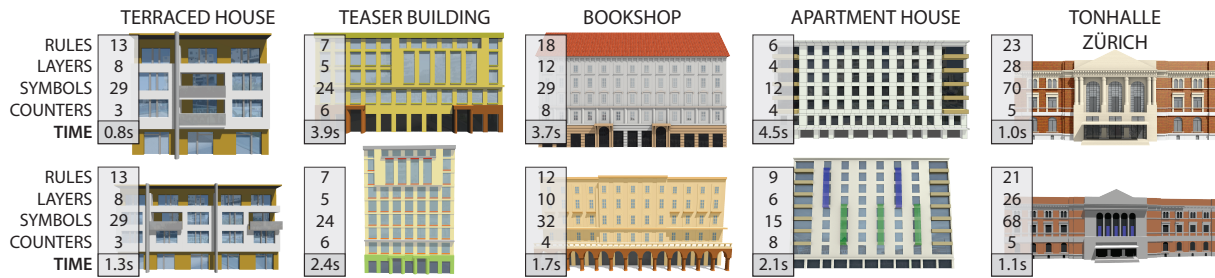 TERRACED HOUSE TEASER BUILDING BOOKSHOP APARTMENT HOUSE TONHALLE
ZÜRICH
RULES 13 7 18 6 23
LAYERS 8 5 12 4 28
SYMBOLS 29 24 29 12 70
COUNTERS 3 6 8 4 5
TIME 0.8s 3.9s 3.7s 4.5s 1.0s
RULES 13 7 12 9 21
LAYERS 8 5 10 6 26
SYMBOLS 29 24 32 15 68
COUNTERS 3 6 4 8 5
TIME 1.3s 2.4s 1.7s 2.1s 1.1s